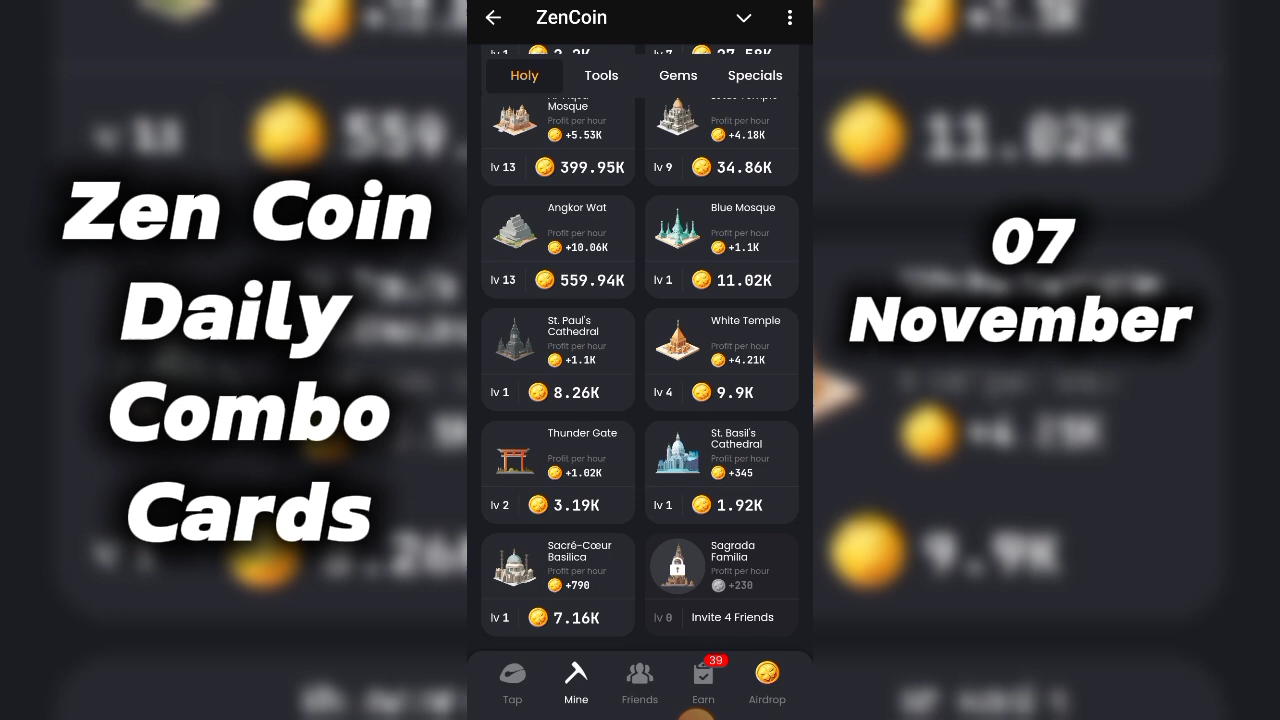 ZenCoin
Holy
Tools
Gems
Specials
Mosque
Profit per hour
+5.53K
lv 13
399.95K
Profit per hour
+4.18K
lv 9
34.86K
Angkor Wat
Profit per hour
+10.06K
lv 13
559.94K
Blue Mosque
Profit per hour
+1.1K
lv 1
11.02K
St. Paul's
Cathedral
Profit per hour
+1.1K
lv 1
8.26K
White Temple
Profit per hour
+4.21K
lv 4
9.9K
Thunder Gate
Profit per hour
+1.02K
lv 2
3.19K
St. Basil's
Cathedral
Profit per hour
+345
lv 1
1.92K
Sacré-Cœur
Basilica
Profit per hour
+790
lv 1
7.16K
Sagrada
Familia
Profit per hour
+230
lv 0
Invite 4 Friends
Tap
Mine
Friends
39
Earn
Airdrop
Zen Coin
Daily
Combo
Cards
07
November